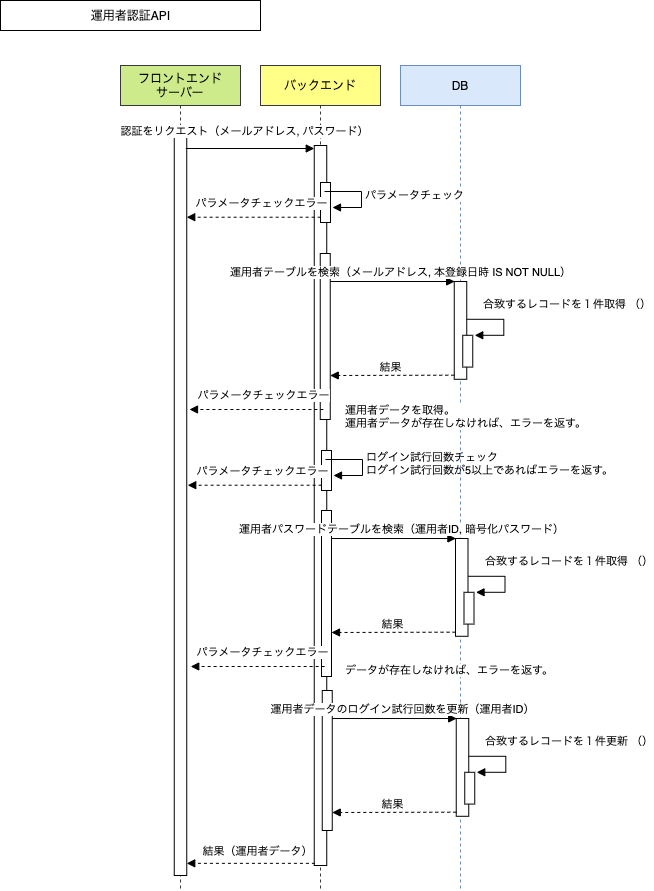 運用者認証API
フロントエンド
サーバー
バックエンド
DB
認証をリクエスト（メールアドレス, パスワード）
パラメータチェック
パラメータチェックエラー
運用者テーブルを検索（メールアドレス, 本登録日時 IS NOT NULL）
合致するレコードを１件取得　（）
結果
パラメータチェックエラー
運用者データを取得。
運用者データが存在しなければ、エラーを返す。
ログイン試行回数チェック
ログイン試行回数が5以上であればエラーを返す。
パラメータチェックエラー
運用者パスワードテーブルを検索（運用者ID, 暗号化パスワード）
合致するレコードを１件取得　（）
結果
パラメータチェックエラー
データが存在しなければ、エラーを返す。
運用者データのログイン試行回数を更新（運用者ID）
合致するレコードを１件更新　（）
結果
結果（運用者データ）